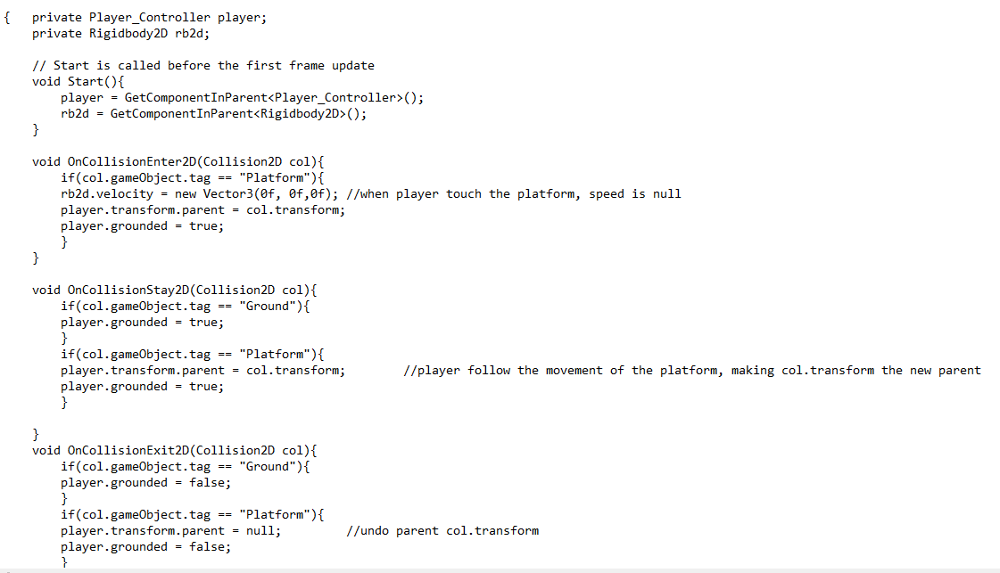 {   private Player_Controller player;
    private Rigidbody2D rb2d;
    // Start is called before the first frame update
    void Start(){
        player = GetComponentInParent<Player_Controller>();
        rb2d = GetComponentInParent<Rigidbody2D>();
    }
    void OnCollisionEnter2D(Collision2D col){
        if(col.gameObject.tag == "Platform"){
        rb2d.velocity = new Vector3(0f, 0f,0f); //when player touch the platform, speed is null
        player.transform.parent = col.transform;
        player.grounded = true;
        }
    }
    void OnCollisionStay2D(Collision2D col){
        if(col.gameObject.tag == "Ground"){
        player.grounded = true;
        }
        if(col.gameObject.tag == "Platform"){
        player.transform.parent = col.transform;        //player follow the movement of the platform, making col.transform the new parent
        player.grounded = true;
        }
    }
    void OnCollisionExit2D(Collision2D col){
        if(col.gameObject.tag == "Ground"){
        player.grounded = false;
        }
        if(col.gameObject.tag == "Platform"){
        player.transform.parent = null;         //undo parent col.transform
        player.grounded = false;
        }